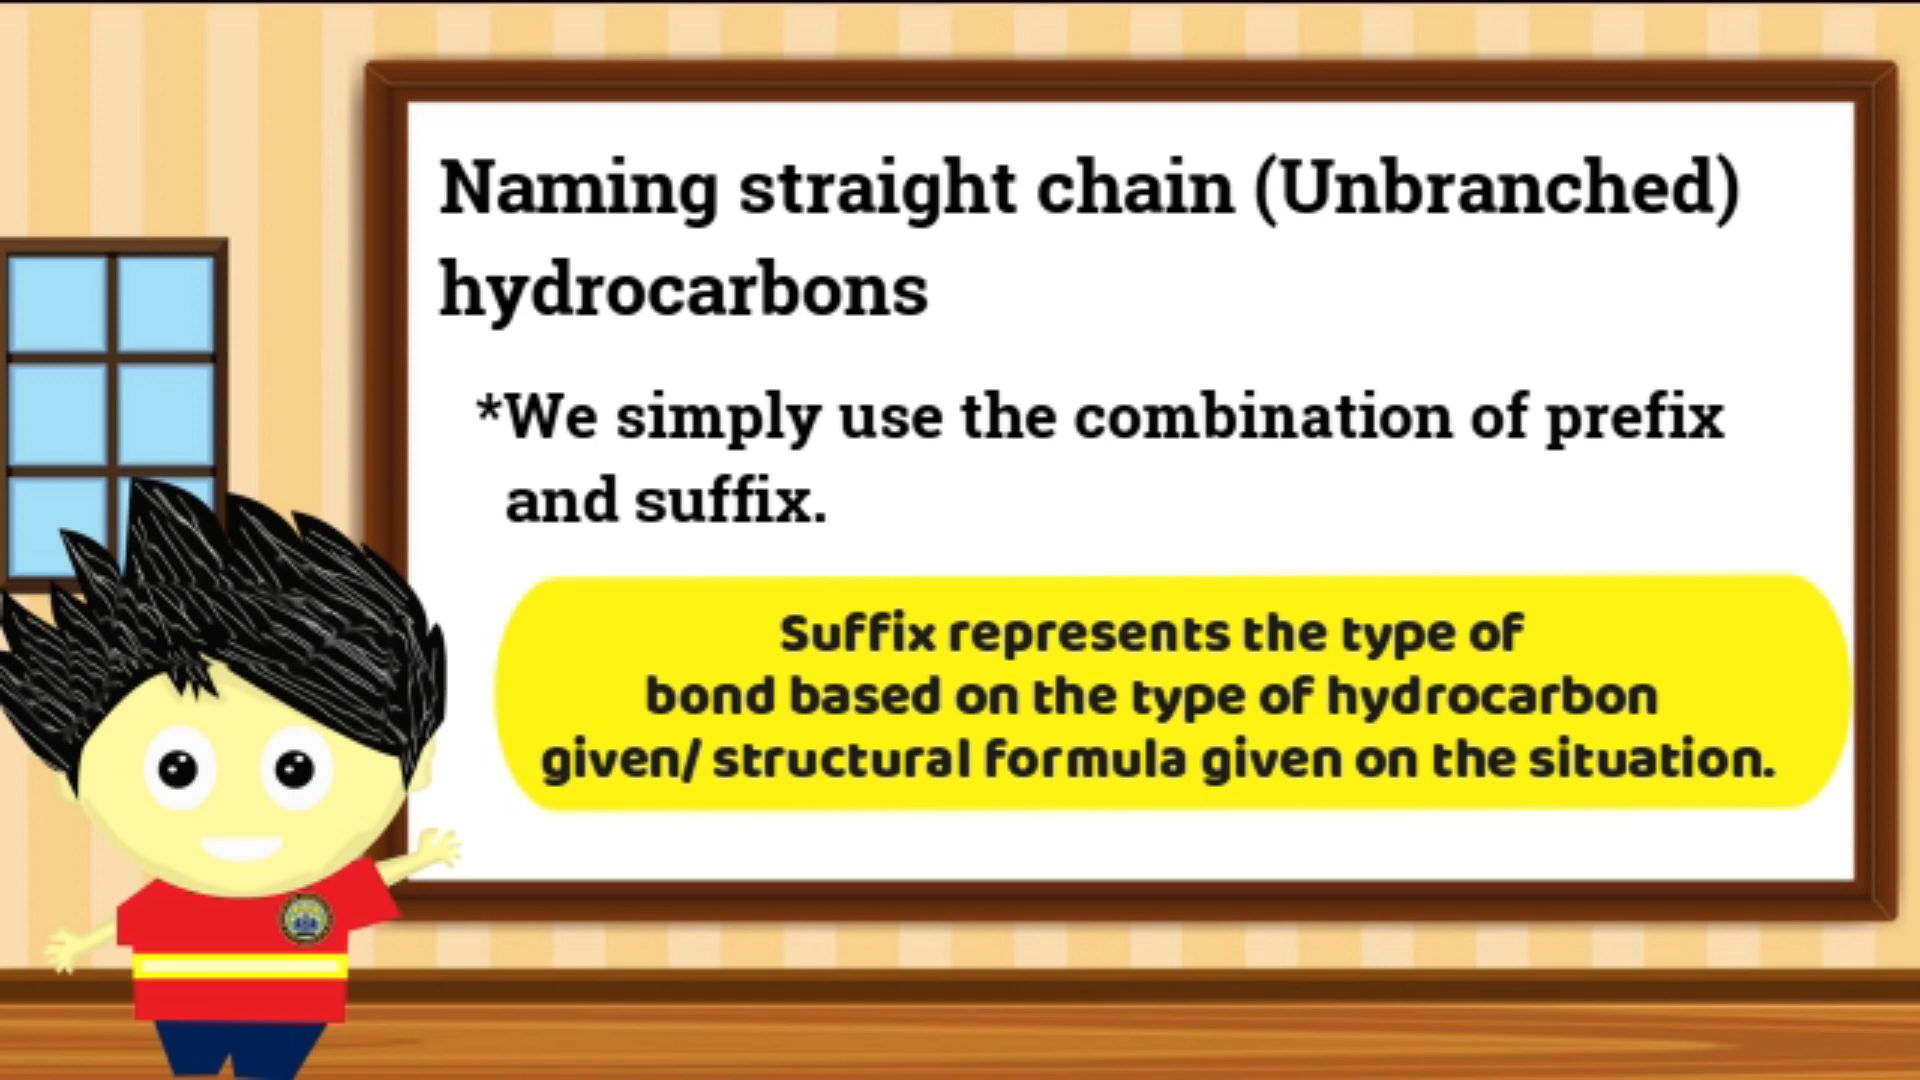 Naming straight chain (Unbranched)
hydrocarbons
*We simply use the combination of prefix
and suffix.
Suffix represents the type of
bond based on the type of hydrocarbon
given/ structural formula given on the situation.